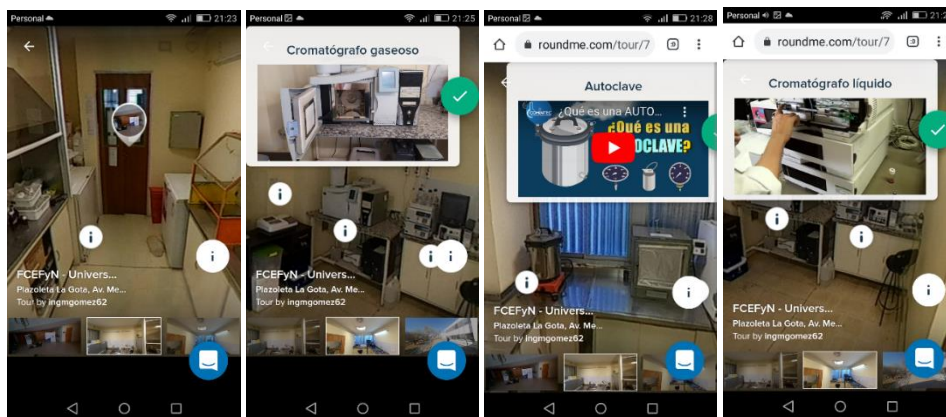 Personal
21:23
FCEFyN - Univers...
Plazoleta La Gota, Av. Me...
Tour by ingmgomez62
Personal
21:25
Cromatógrafo gaseoso
i
i
i
i
FCEFyN - Univers...
Plazoleta La Gota, Av. Me...
Tour by ingmgomez62
Personal
21:28
roundme.com/tour/7
Autoclave
¿Qué es una AUTO...
¿Qué es una
OCLAVE?
i
i
FCEFyN - Univers...
Plazoleta La Gota, Av. Me...
Tour by ingmgomez62
Personal
roundme.com/tour/7
Cromatógrafo líquido
i
i
i
FCEFyN - Univers...
Plazoleta La Gota, Av. Me...
Tour by ingmgomez62